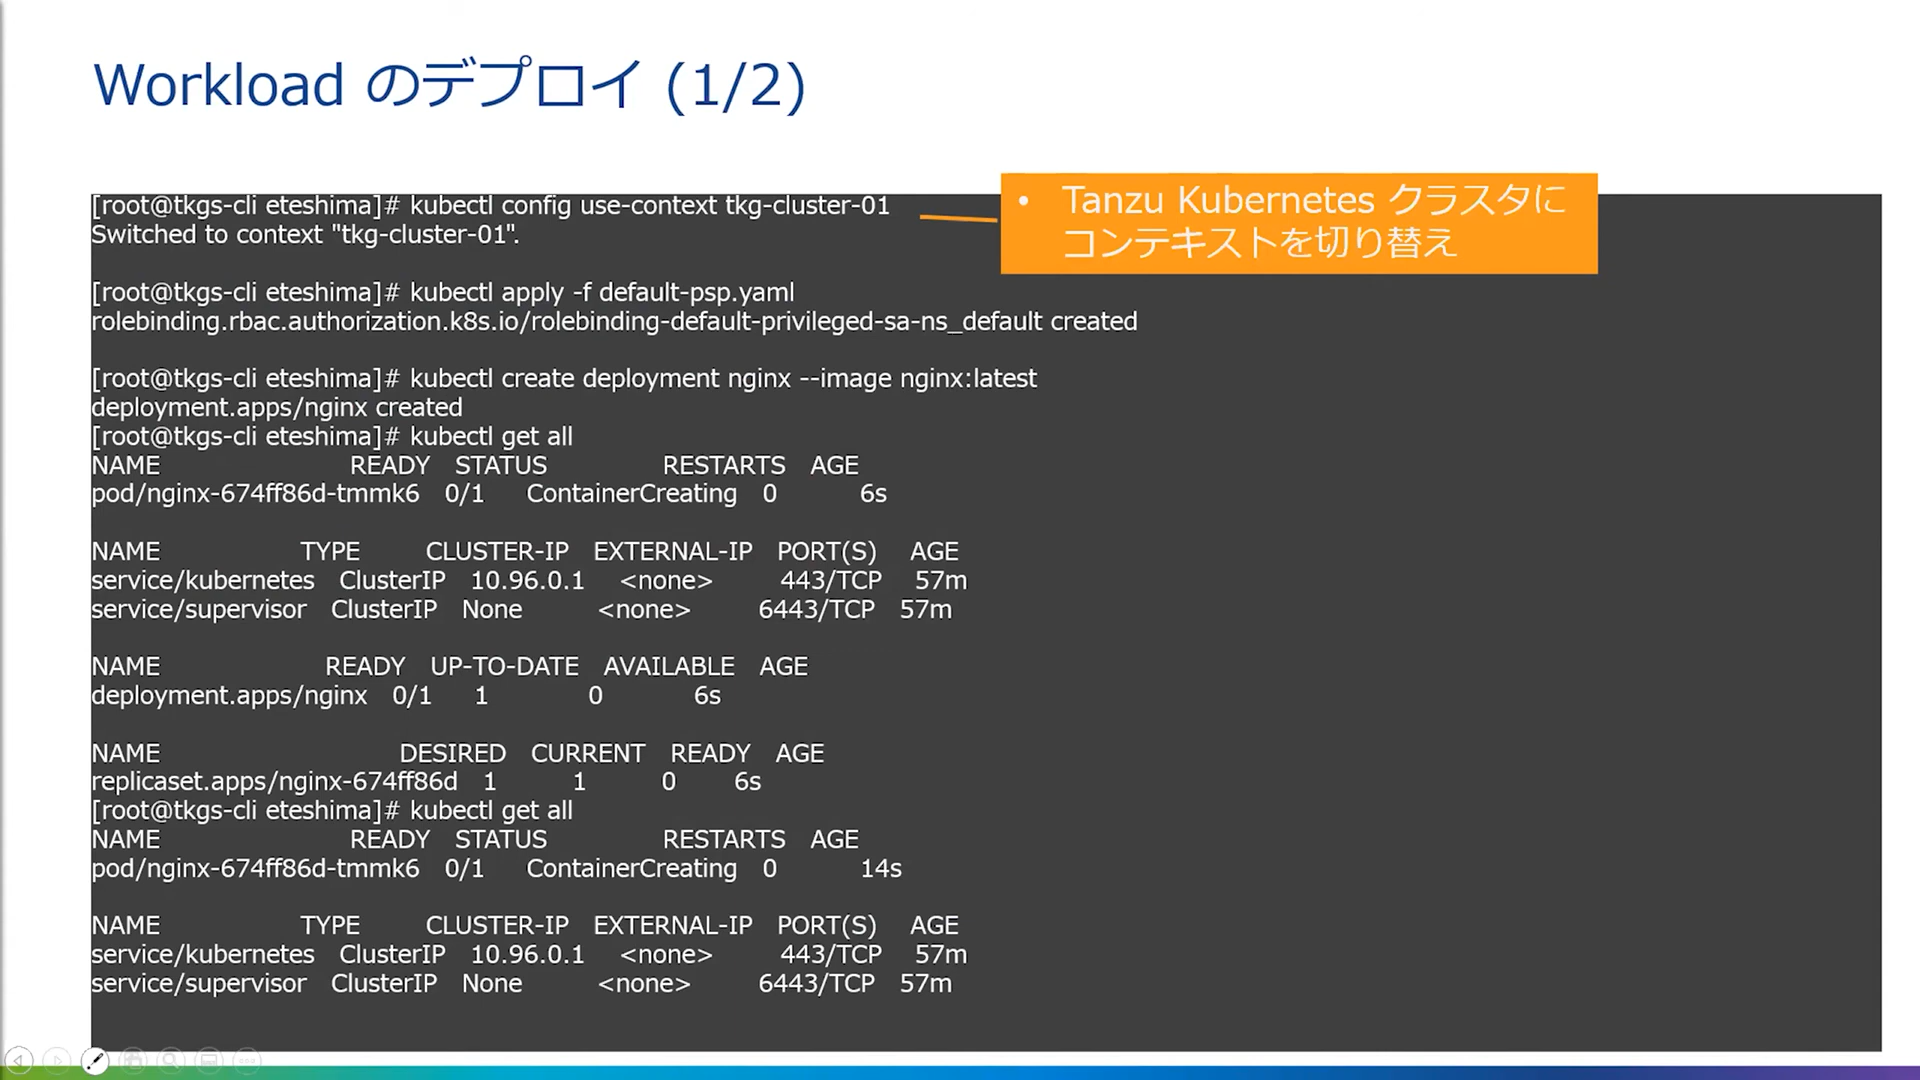 Workload のデプロイ (1/2)
[root@tkgs-cli eteshima]# kubectl config use-context tkg-cluster-01
Switched to context "tkg-cluster-01".
• Tanzu Kubernetes クラスタに
コンテキストを切り替え
[root@tkgs-cli eteshima]# kubectl apply -f default-psp.yaml
rolebinding.rbac.authorization.k8s.io/rolebinding-default-privileged-sa-ns_default created
[root@tkgs-cli eteshima]# kubectl create deployment nginx --image nginx:latest
deployment.apps/nginx created
[root@tkgs-cli eteshima]# kubectl get all
NAME READY STATUS RESTARTS AGE
pod/nginx-674ff86d-tmmk6 0/1 ContainerCreating 0 6s
NAME TYPE CLUSTER-IP EXTERNAL-IP PORT(S) AGE
service/kubernetes ClusterIP 10.96.0.1 <none> 443/TCP 57m
service/supervisor ClusterIP None <none> 6443/TCP 57m
NAME READY UP-TO-DATE AVAILABLE AGE
deployment.apps/nginx 0/1 1 0 6s
NAME DESIRED CURRENT READY AGE
replicaset.apps/nginx-674ff86d 1 1 0 6s
[root@tkgs-cli eteshima]# kubectl get all
NAME READY STATUS RESTARTS AGE
pod/nginx-674ff86d-tmmk6 0/1 ContainerCreating 0 14s
NAME TYPE CLUSTER-IP EXTERNAL-IP PORT(S) AGE
service/kubernetes ClusterIP 10.96.0.1 <none> 443/TCP 57m
service/supervisor ClusterIP None <none> 6443/TCP 57m